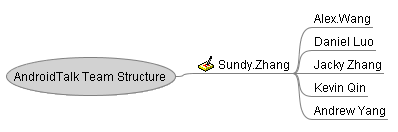 AndroidTalk Team Structure
Sundy.Zhang
Alex.Wang
Daniel Luo
Jacky Zhang
Kevin Qin
Andrew Yang